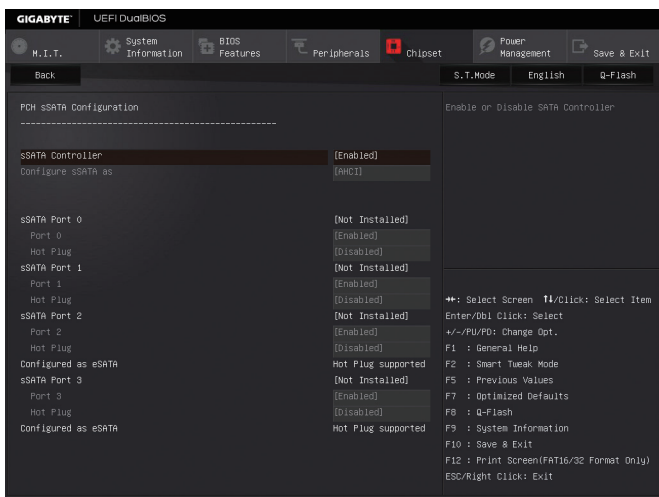 GIGABYTE™ UEFI DualBIOS
M.I.T.
System Information
BIOS Features
Peripherals
Chipset
Power Management
Save & Exit
Back
S.T.Mode English Q-Flash
PCH sSATA Configuration
--------------------------------------------------
Enable or Disable SATA Controller
sSATA Controller [Enabled]
Configure sSATA as [AHCI]
sSATA Port 0 [Not Installed]
Port 0 [Enabled]
Hot Plug [Disabled]
sSATA Port 1 [Not Installed]
Port 1 [Enabled]
Hot Plug [Disabled]
sSATA Port 2 [Not Installed]
Port 2 [Enabled]
Hot Plug [Disabled]
Configured as eSATA Hot Plug supported
sSATA Port 3 [Not Installed]
Port 3 [Enabled]
Hot Plug [Disabled]
Configured as eSATA Hot Plug supported
→←: Select Screen ↑↓/Click: Select Item
Enter/Dbl Click: Select
+/-/PU/PD: Change Opt.
F1 : General Help
F2 : Smart Tweak Mode
F5 : Previous Values
F7 : Optimized Defaults
F8 : Q-Flash
F9 : System Information
F10 : Save & Exit
F12 : Print Screen(FAT16/32 Format Only)
ESC/Right Click: Exit